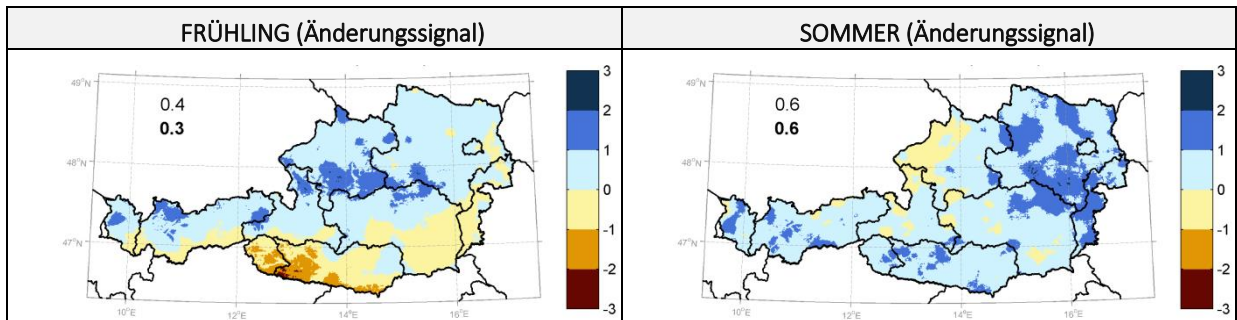 FRÜHLING (Änderungssignal)
SOMMER (Änderungssignal)
49°N
48°N
47°N
10°E
12°E
14°E
16°E
0.4
0.3
3
2
1
0
-1
-2
-3
49°N
48°N
47°N
10°E
12°E
14°E
16°E
0.6
0.6
3
2
1
0
-1
-2
-3